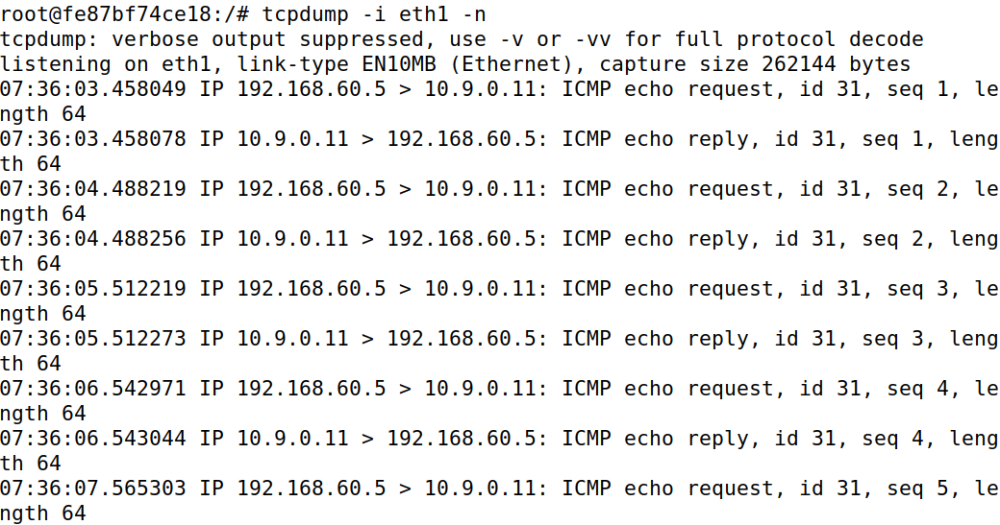 root@fe87bf74ce18:/# tcpdump -i eth1 -n
tcpdump: verbose output suppressed, use -v or -vv for full protocol decode
listening on eth1, link-type EN10MB (Ethernet), capture size 262144 bytes
07:36:03.458049 IP 192.168.60.5 > 10.9.0.11: ICMP echo request, id 31, seq 1, le
ngth 64
07:36:03.458078 IP 10.9.0.11 > 192.168.60.5: ICMP echo reply, id 31, seq 1, leng
th 64
07:36:04.488219 IP 192.168.60.5 > 10.9.0.11: ICMP echo request, id 31, seq 2, le
ngth 64
07:36:04.488256 IP 10.9.0.11 > 192.168.60.5: ICMP echo reply, id 31, seq 2, leng
th 64
07:36:05.512219 IP 192.168.60.5 > 10.9.0.11: ICMP echo request, id 31, seq 3, le
ngth 64
07:36:05.512273 IP 10.9.0.11 > 192.168.60.5: ICMP echo reply, id 31, seq 3, leng
th 64
07:36:06.542971 IP 192.168.60.5 > 10.9.0.11: ICMP echo request, id 31, seq 4, le
ngth 64
07:36:06.543044 IP 10.9.0.11 > 192.168.60.5: ICMP echo reply, id 31, seq 4, leng
th 64
07:36:07.565303 IP 192.168.60.5 > 10.9.0.11: ICMP echo request, id 31, seq 5, le
ngth 64